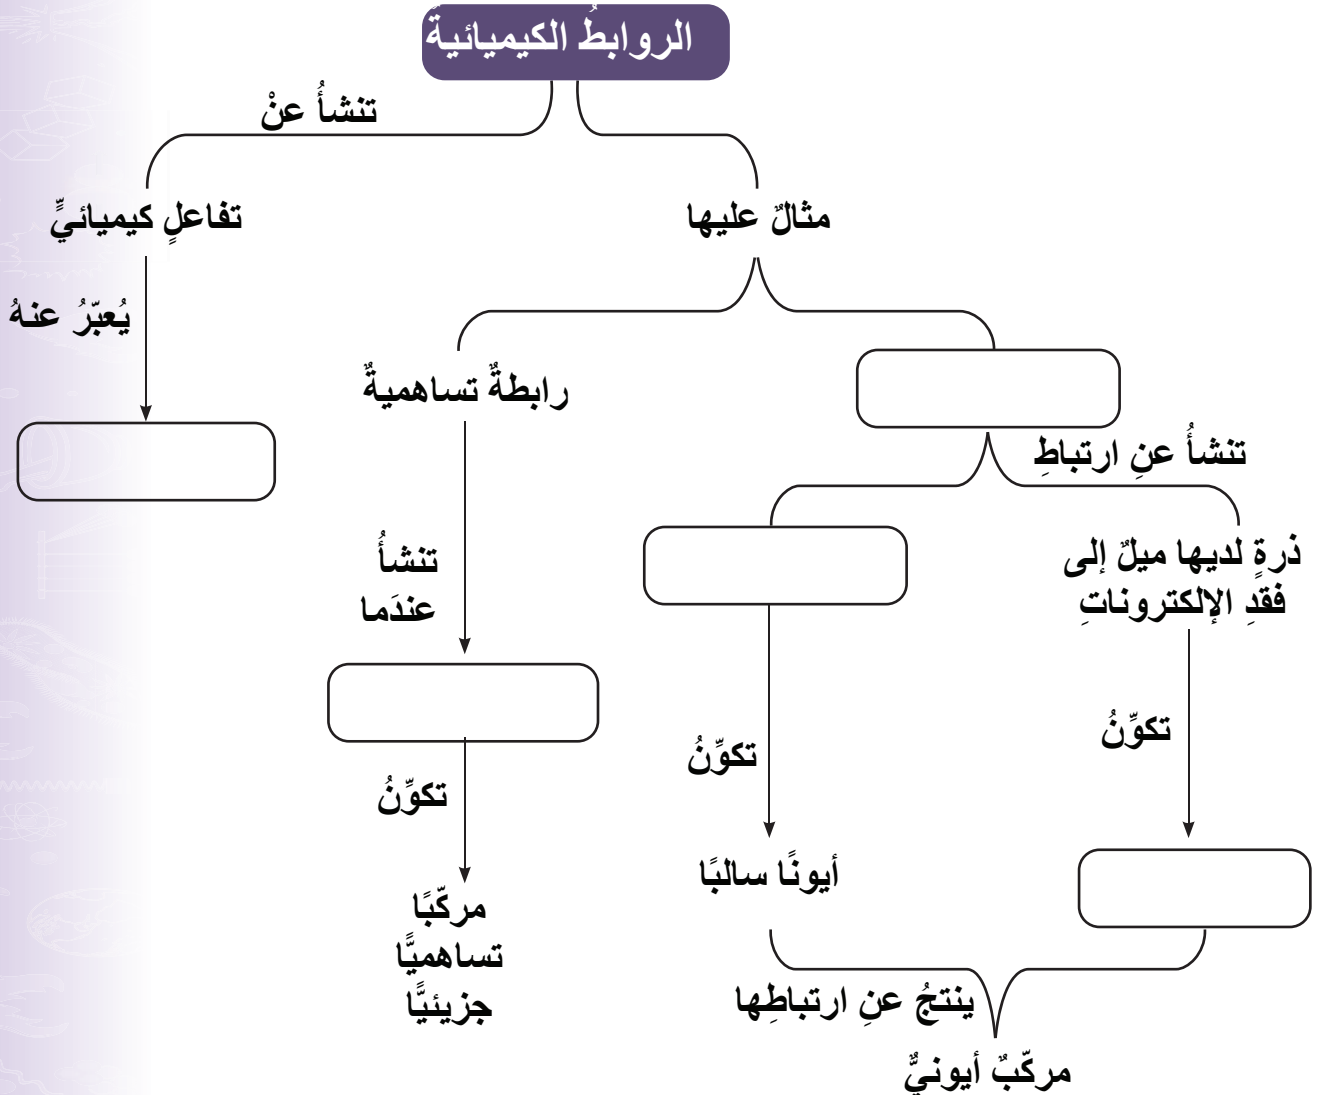 الروابطُ الكيميائيةُ
تنشأُ عنْ
مثالٌ عليها
تفاعلٍ كيميائيٍّ
يُعبّرُ عنهُ
رابطةٌ تساهميةٌ
تنشأُ عنِ ارتباطِ
ذرةٍ لديها ميلٌ إلى
فقدِ الإلكتروناتِ
تنشأُ
عندَما
تكوِّنُ
تكوِّنُ
تكوِّنُ
أيونًا سالبًا
مركّبًا
تساهميًّا
جزيئيًّا
ينتجُ عنِ ارتباطِها
مركّبٌ أيونيٌّ